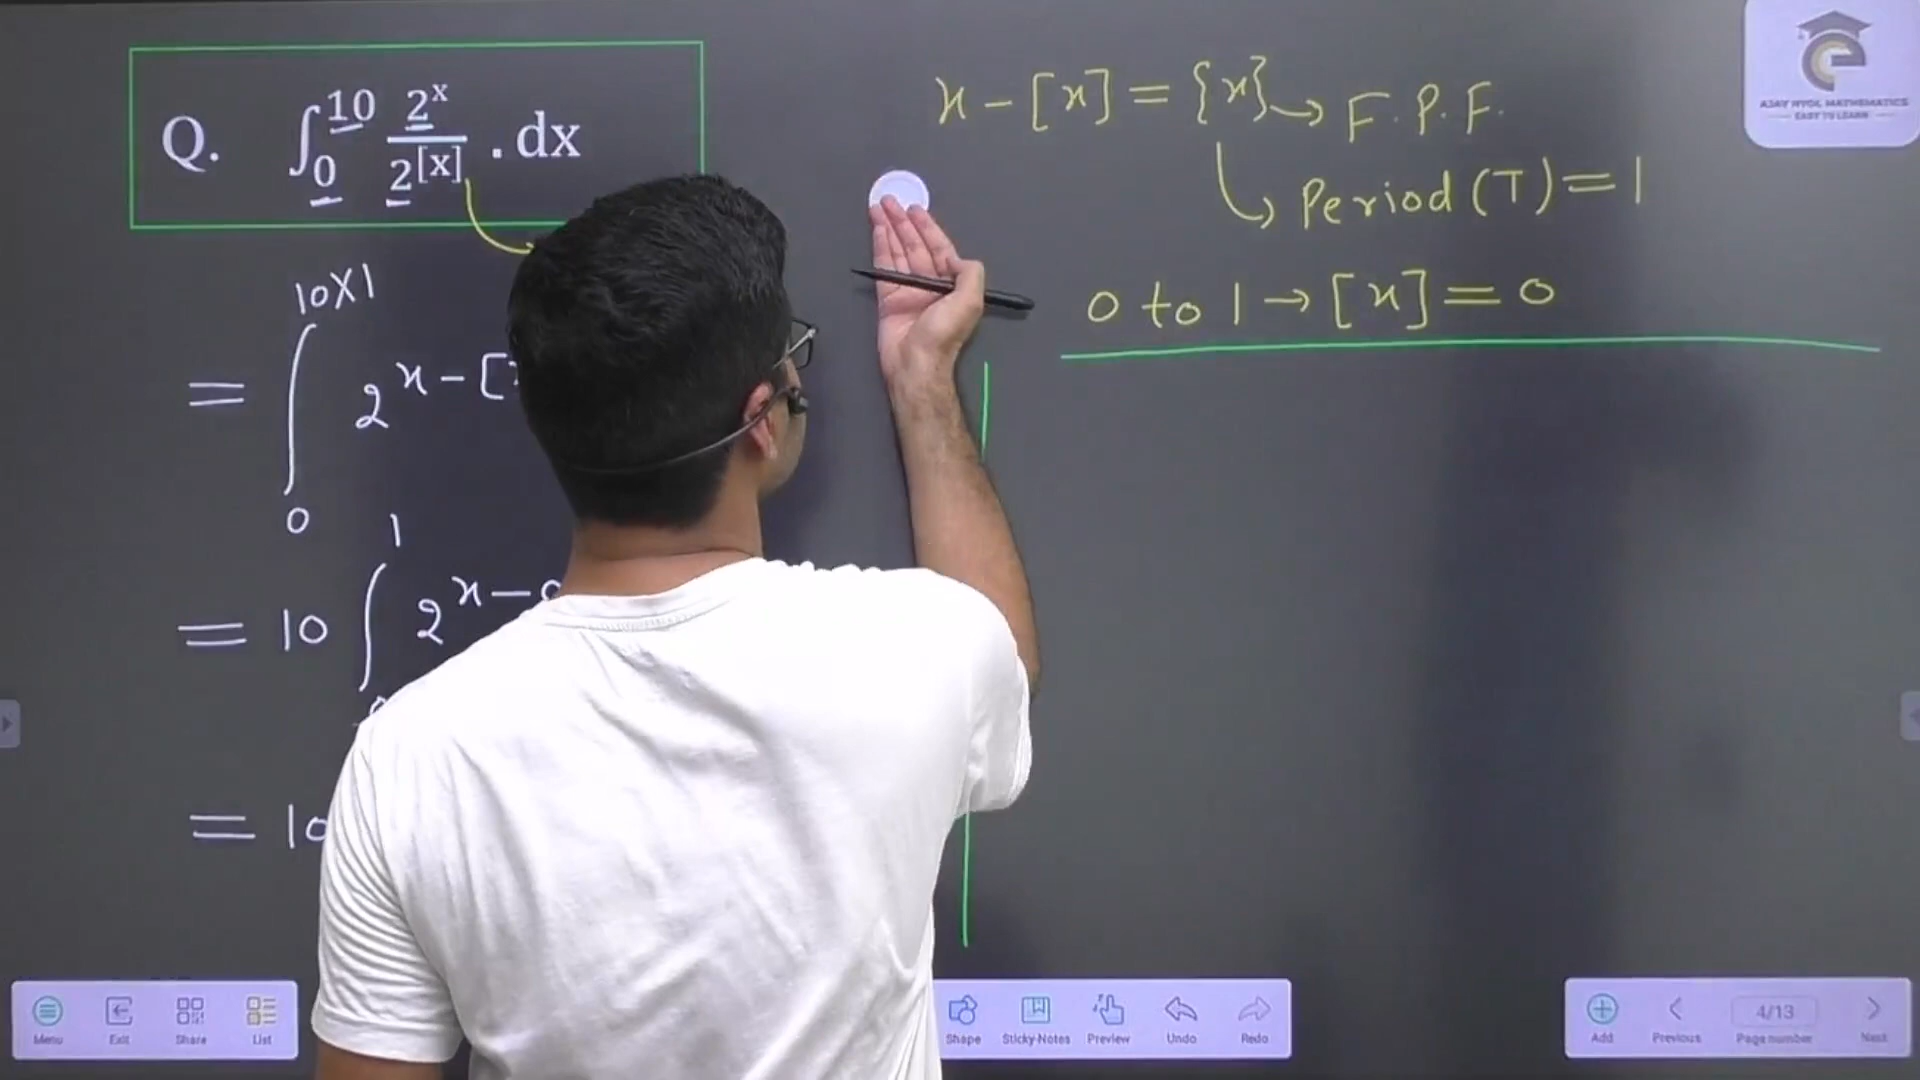 Q. ∫₀¹⁰ 2ˣ / 2^[x] . dx
x - [x] = {x} → F.P.F.
→ Period (T) = 1
0 to 1 → [x] = 0
10X1
= ∫ 2^x - [
0
1
= 10 ∫ 2^x -
= 10
AJAY MYOL MATHEMATICS
EASY TO LEARN
Menu Exit Share List
Shape Sticky-Notes Preview Undo Redo
Add Previous 4/13 Page number Next